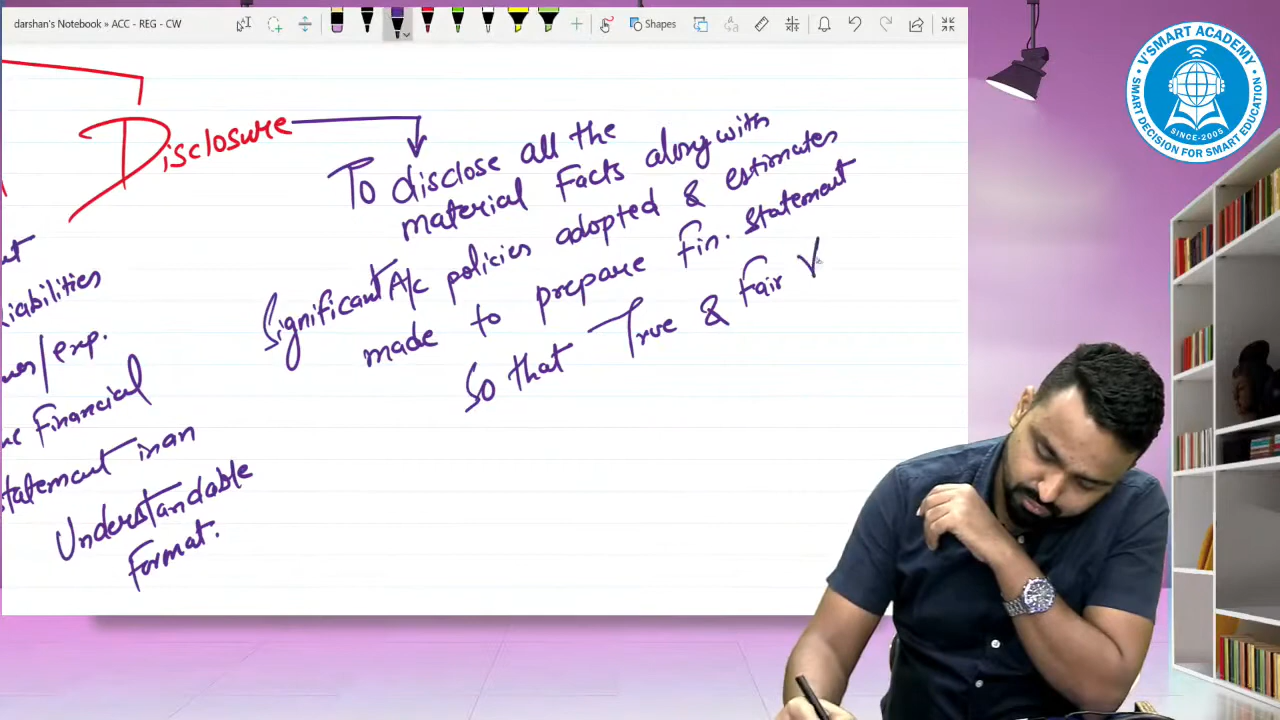 darshan's Notebook » ACC - REG - CW
Shapes
Disclosure
To disclose all the
material Facts along with
Significant A/c policies adopted & estimates
made to prepare fin. statement
So that True & Fair V
iabilities
/exp.
Financial
statement in an
Understandable
format.
V'SMART ACADEMY
SINCE-2005
SMART DECISION FOR SMART EDUCATION